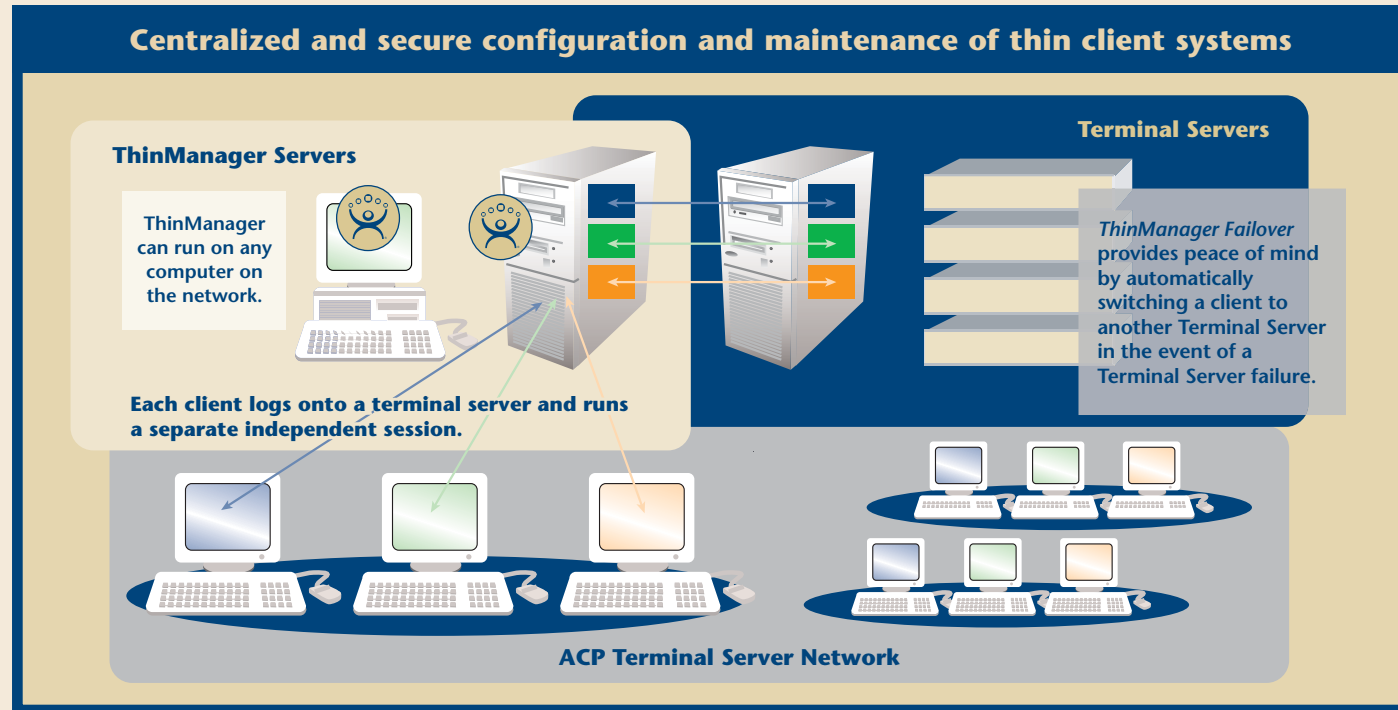 Centralized and secure configuration and maintenance of thin client systems
Terminal Servers
ThinManager Servers
ThinManager
can run on any
computer on
the network.
ThinManager Failover
provides peace of mind
by automatically
switching a client to
another Terminal Server
in the event of a
Terminal Server failure.
Each client logs onto a terminal server and runs
a separate independent session.
ACP Terminal Server Network